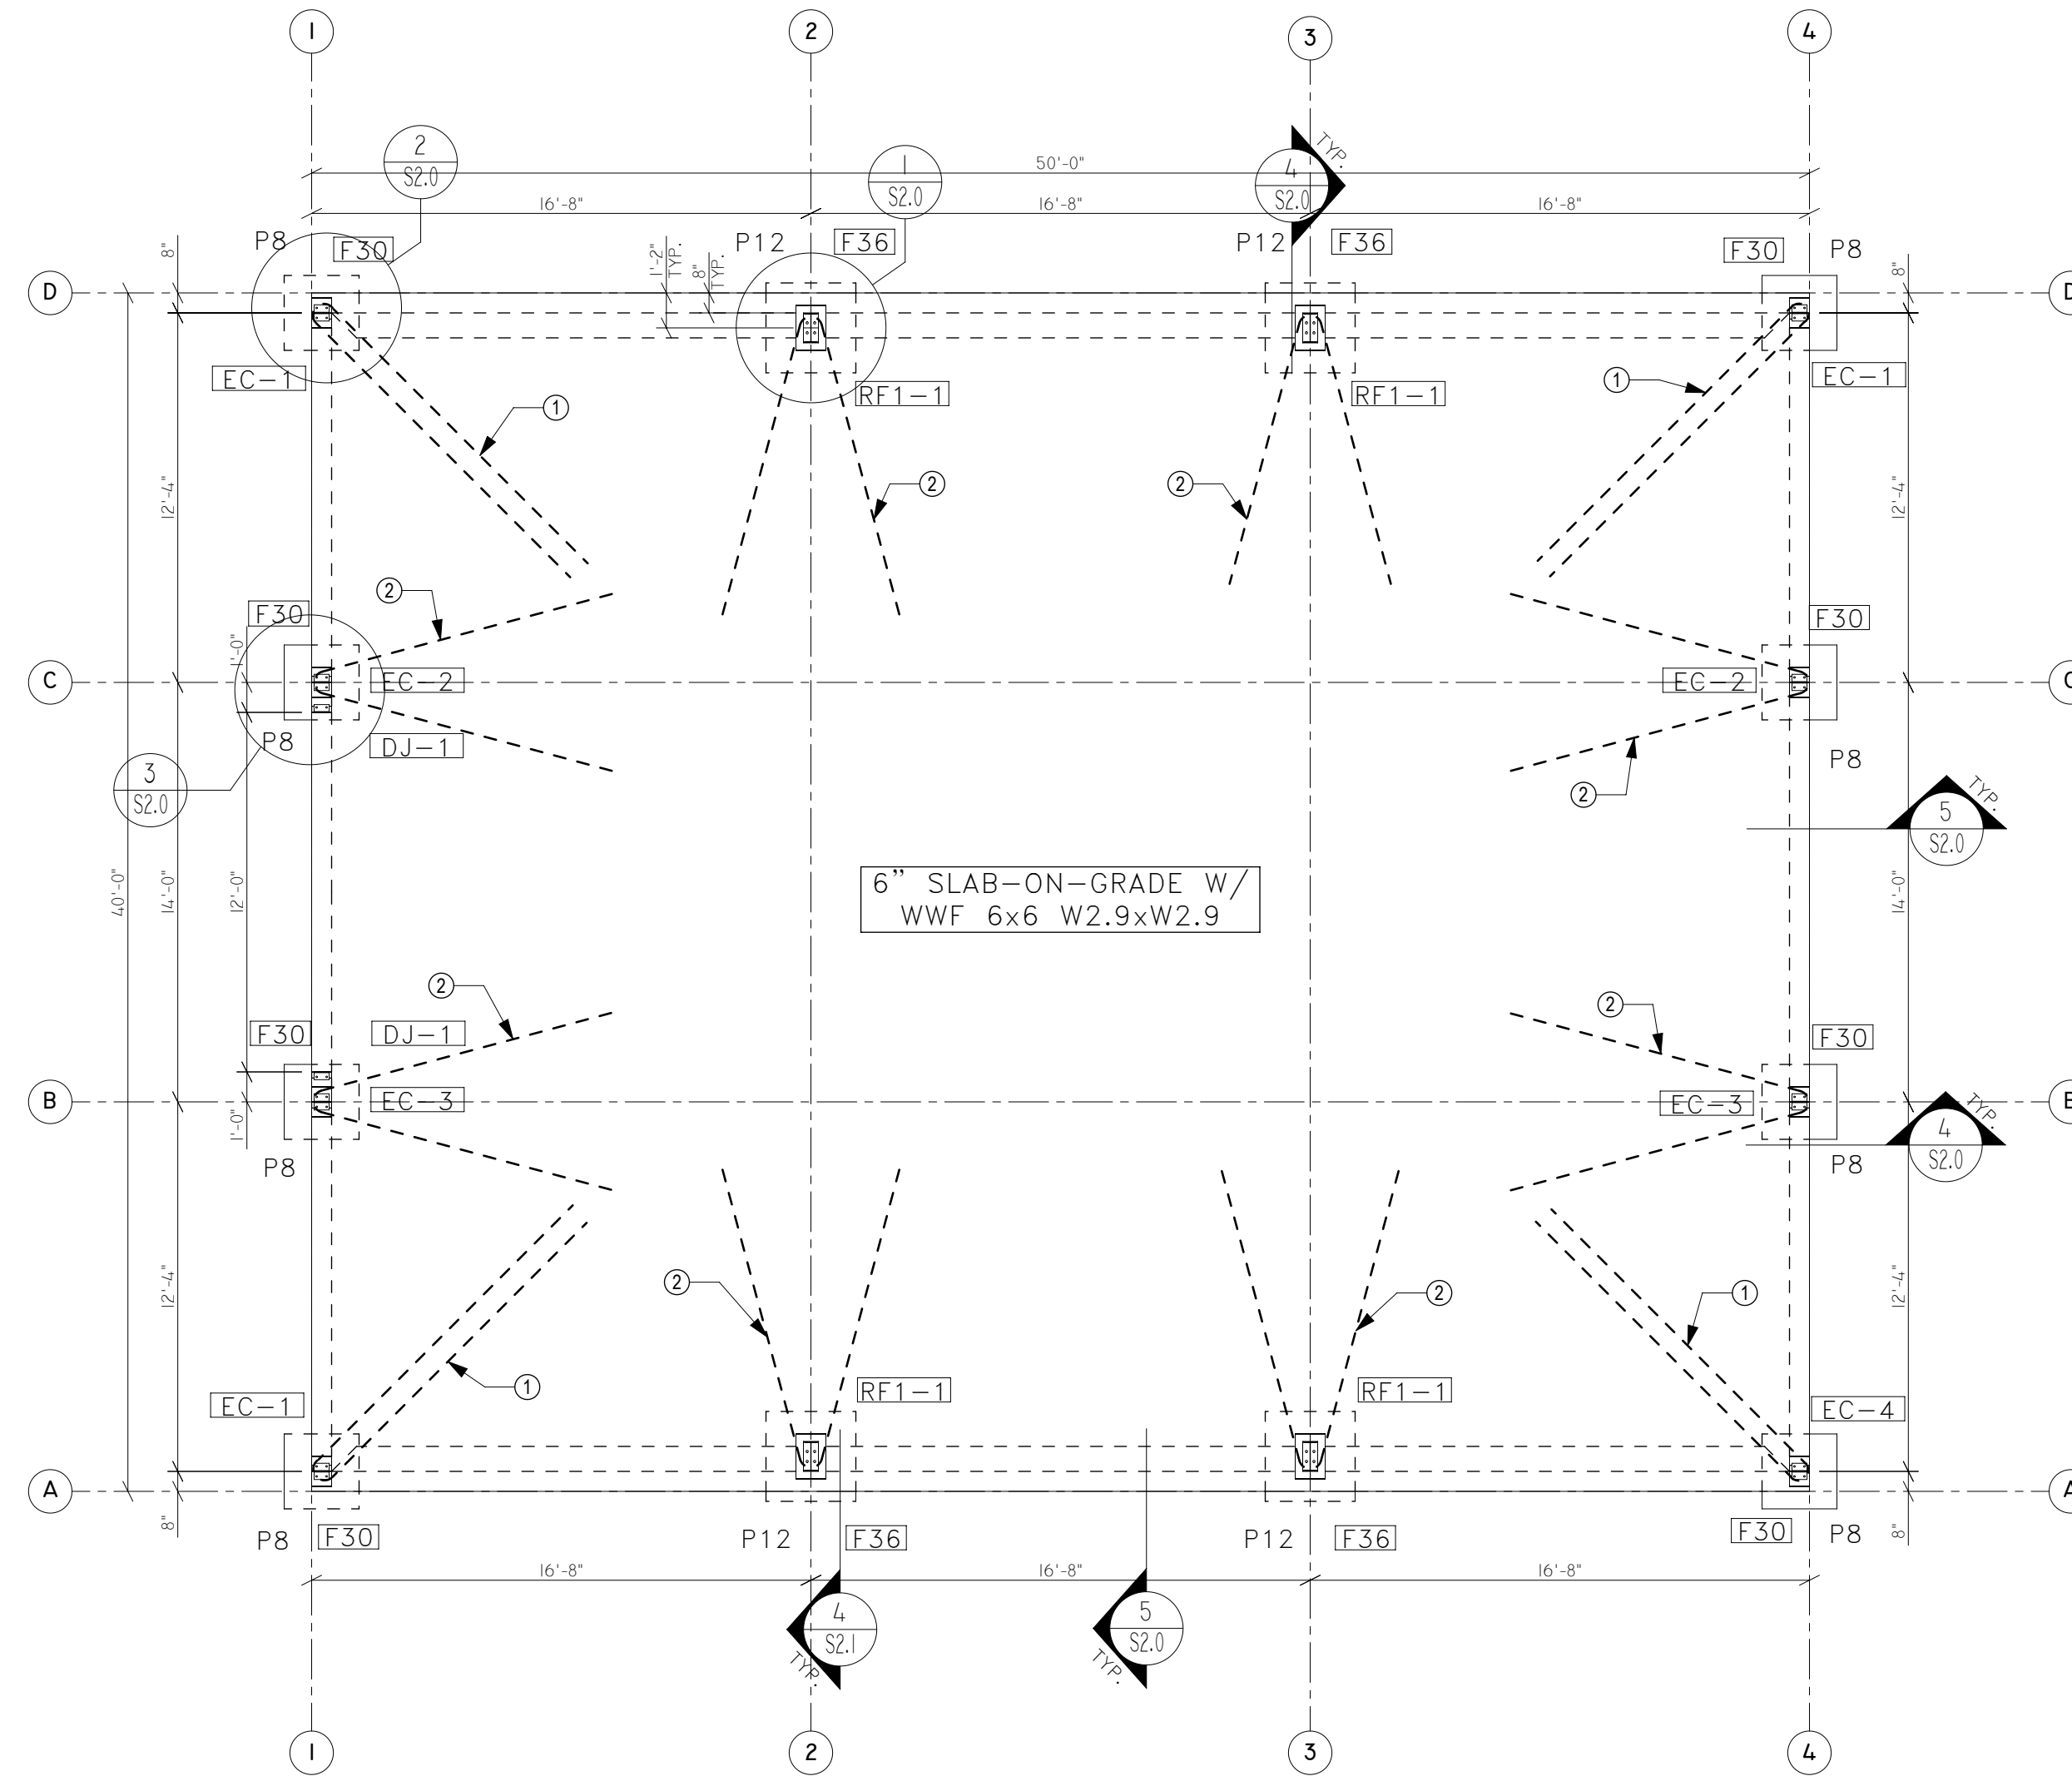 1
2
3
4
2
S2.0
1
S2.0
4
S2.0
TYP.
50'-0"
16'-8"
16'-8"
16'-8"
8"
P8
F30
1'-2"
TYP.
8"
TYP.
P12
F36
P12
F36
F30
P8
8"
D
D
EC-1
RF1-1
RF1-1
EC-1
1
1
2
2
12'-4"
12'-4"
2
F30
F30
1'-0"
C
EC-2
EC-2
C
P8
DJ-1
P8
2
3
S2.0
5
S2.0
TYP.
40'-0"
14'-0"
12'-0"
14'-0"
6” SLAB-ON-GRADE W/
WWF 6x6 W2.9xW2.9
2
2
F30
DJ-1
F30
B
EC-3
EC-3
B
1'-0"
P8
P8
4
S2.0
TYP.
12'-4"
12'-4"
2
2
1
1
EC-1
RF1-1
RF1-1
EC-4
A
A
8"
8"
P8
F30
P12
F36
P12
F36
F30
P8
16'-8"
16'-8"
16'-8"
4
S2.1
TYP.
5
S2.0
TYP.
1
2
3
4